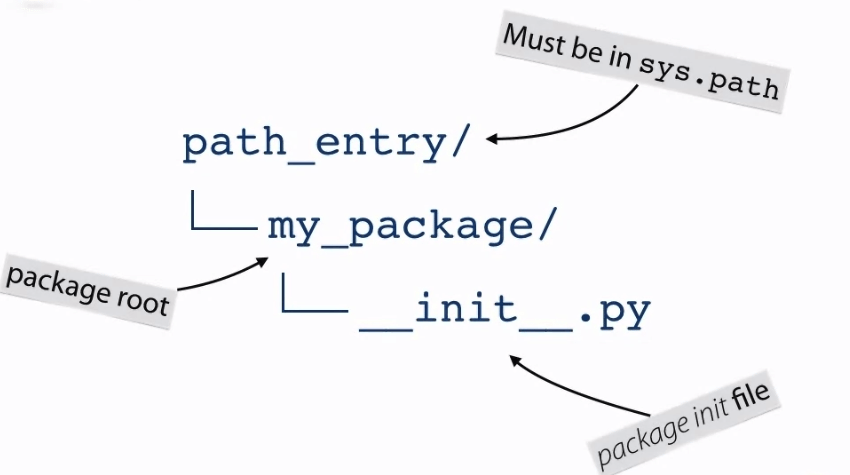 Must be in sys.path
path_entry/
my_package/
package root
__init__.py
package init file